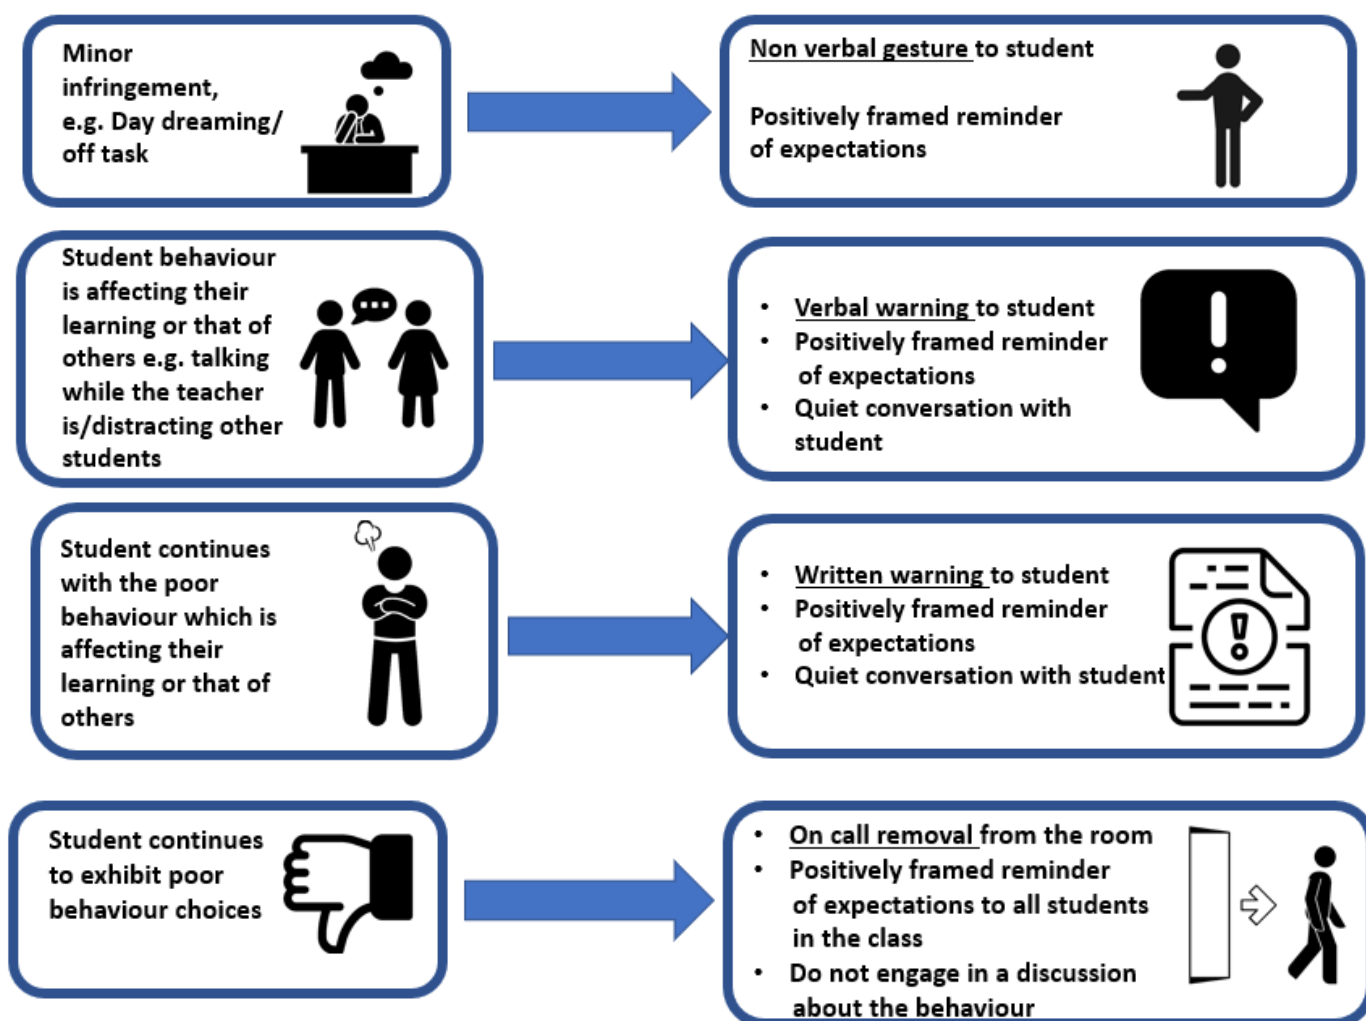 Minor
infringement,
e.g. Day dreaming/
off task
Non verbal gesture to student
Positively framed reminder
of expectations
Student behaviour
is affecting their
learning or that of
others e.g. talking
while the teacher
is/distracting other
students
• Verbal warning to student
• Positively framed reminder
of expectations
• Quiet conversation with
student
Student continues
with the poor
behaviour which is
affecting their
learning or that of
others
• Written warning to student
• Positively framed reminder
of expectations
• Quiet conversation with student
Student continues
to exhibit poor
behaviour choices
• On call removal from the room
• Positively framed reminder
of expectations to all students
in the class
• Do not engage in a discussion
about the behaviour